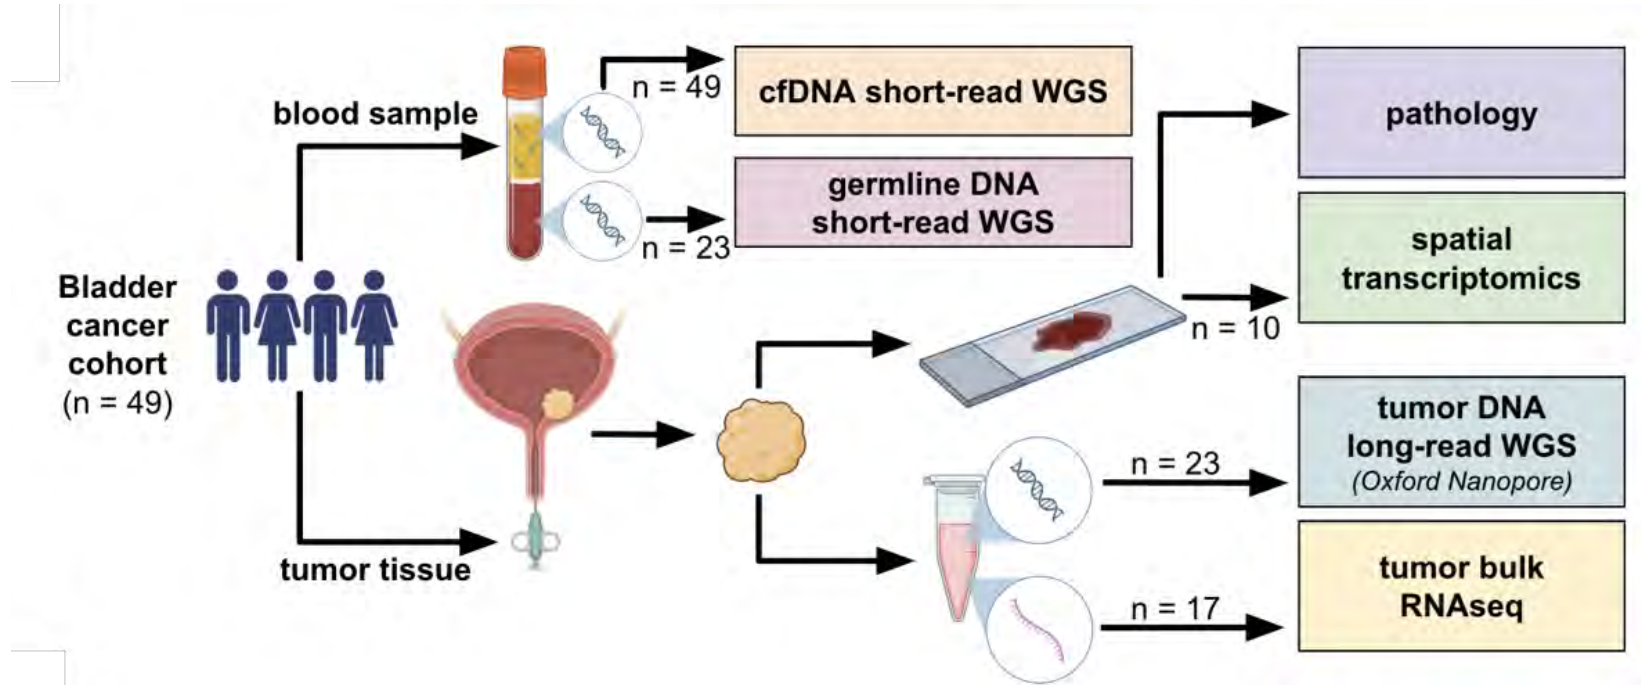 blood sample
n = 49
cfDNA short-read WGS
germline DNA
short-read WGS
n = 23
Bladder
cancer
cohort
(n = 49)
tumor tissue
pathology
spatial
transcriptomics
n = 10
tumor DNA
long-read WGS
(Oxford Nanopore)
n = 23
tumor bulk
RNAseq
n = 17